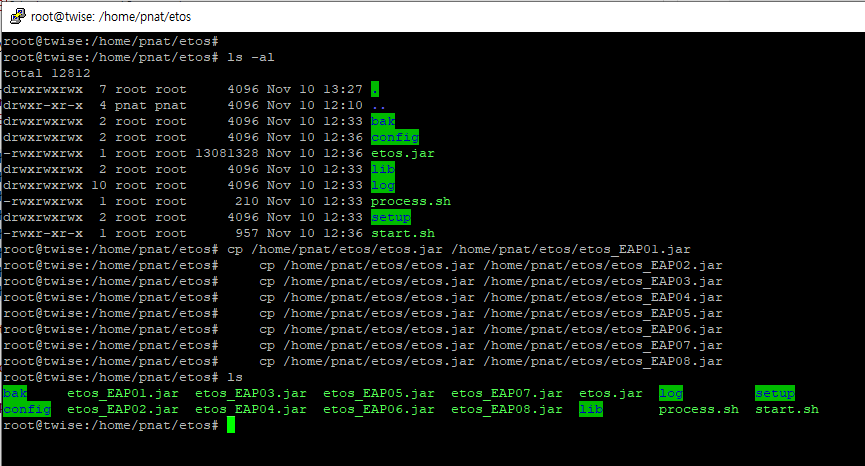 root@twise: /home/pnat/etos
root@twise:/home/pnat/etos#
root@twise:/home/pnat/etos# ls -al
total 12812
drwxrwxrwx  7 root root     4096 Nov 10 13:27 .
drwxr-xr-x  4 pnat pnat     4096 Nov 10 12:10 ..
drwxrwxrwx  2 root root     4096 Nov 10 12:33 bak
drwxrwxrwx  2 root root     4096 Nov 10 12:36 config
-rwxrwxrwx  1 root root 13081328 Nov 10 12:36 etos.jar
drwxrwxrwx  2 root root     4096 Nov 10 12:33 lib
drwxrwxrwx 10 root root     4096 Nov 10 12:33 log
-rwxrwxrwx  1 root root      210 Nov 10 12:33 process.sh
drwxrwxrwx  2 root root     4096 Nov 10 12:33 setup
-rwxr-xr-x  1 root root      957 Nov 10 12:36 start.sh
root@twise:/home/pnat/etos# cp /home/pnat/etos/etos.jar /home/pnat/etos/etos_EAP01.jar
root@twise:/home/pnat/etos#     cp /home/pnat/etos/etos.jar /home/pnat/etos/etos_EAP02.jar
root@twise:/home/pnat/etos#     cp /home/pnat/etos/etos.jar /home/pnat/etos/etos_EAP03.jar
root@twise:/home/pnat/etos#     cp /home/pnat/etos/etos.jar /home/pnat/etos/etos_EAP04.jar
root@twise:/home/pnat/etos#     cp /home/pnat/etos/etos.jar /home/pnat/etos/etos_EAP05.jar
root@twise:/home/pnat/etos#     cp /home/pnat/etos/etos.jar /home/pnat/etos/etos_EAP06.jar
root@twise:/home/pnat/etos#     cp /home/pnat/etos/etos.jar /home/pnat/etos/etos_EAP07.jar
root@twise:/home/pnat/etos#     cp /home/pnat/etos/etos.jar /home/pnat/etos/etos_EAP08.jar
root@twise:/home/pnat/etos# ls
bak     etos_EAP01.jar  etos_EAP03.jar  etos_EAP05.jar  etos_EAP07.jar  etos.jar  log         setup
config  etos_EAP02.jar  etos_EAP04.jar  etos_EAP06.jar  etos_EAP08.jar  lib       process.sh  start.sh
root@twise:/home/pnat/etos#